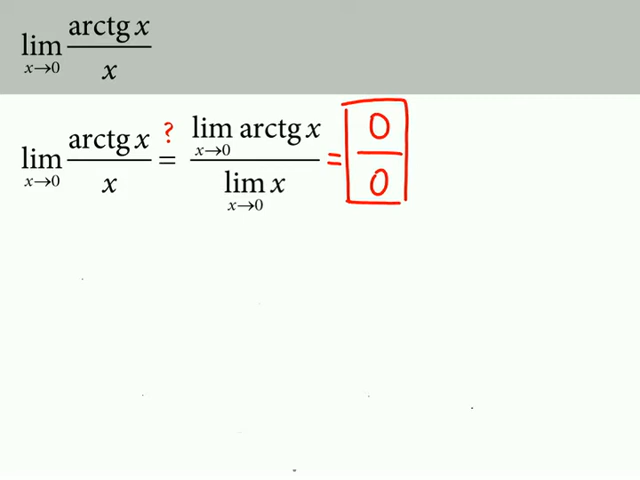 lim x→0 arctg x / x
lim x→0 arctg x / x =? lim x→0 arctg x / lim x→0 x = 0 / 0